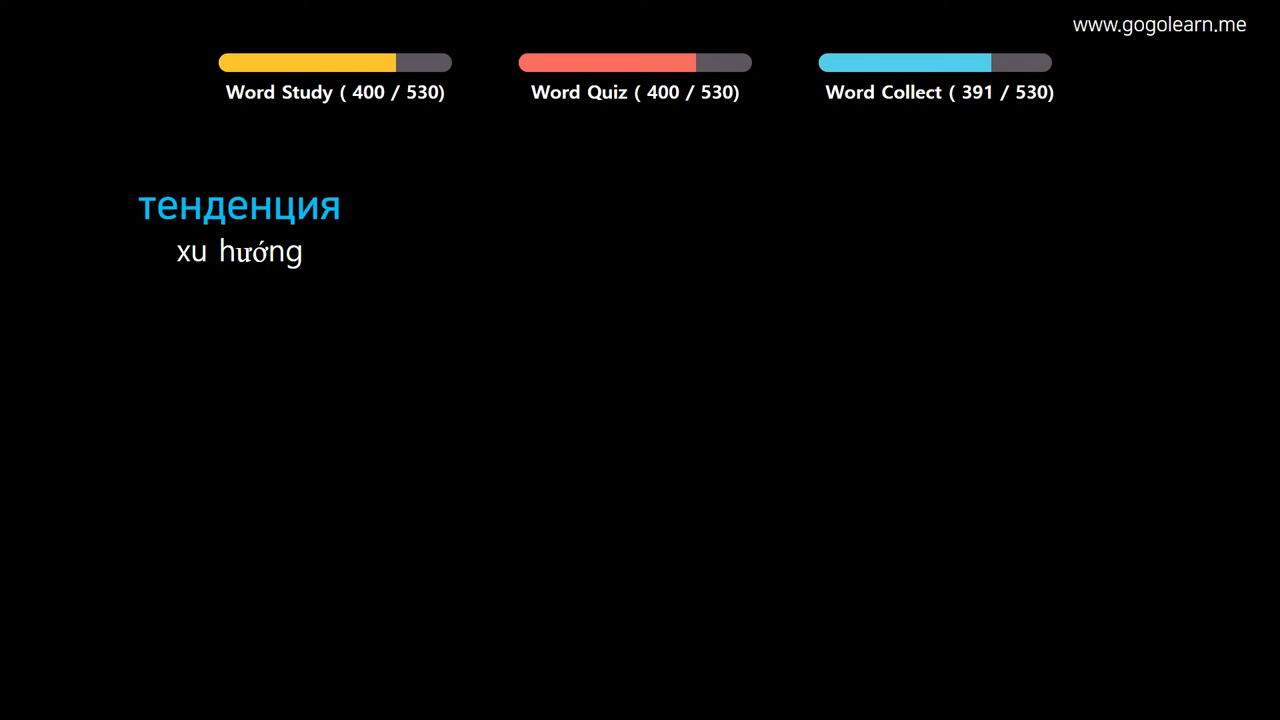 www.gogolearn.me
Word Study ( 400 / 530)
Word Quiz ( 400 / 530)
Word Collect ( 391 / 530)
тенденция
xu hướng